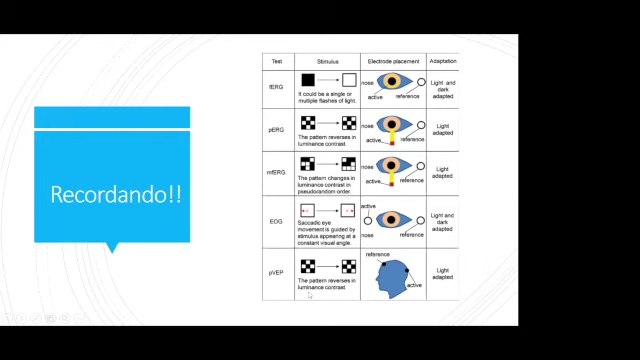 Recordando!!
Test Stimulus Electrode placement Adaptation
fERG
It could be a single or
multiple flashes of light.
nose
active
reference
Light and
dark
adapted
pERG
The pattern reverses in
luminance contrast.
nose
active
reference
Light
adapted
mfERG
The pattern changes in
luminance contrast in
pseudorandom order.
nose
active
reference
Light
adapted
EOG
Saccadic eye
movement is guided by
stimulus appearing at a
constant visual angle.
active
nose
reference
Light and
dark
adapted
pVEP
The pattern reverses in
luminance contrast.
reference
active
Light
adapted